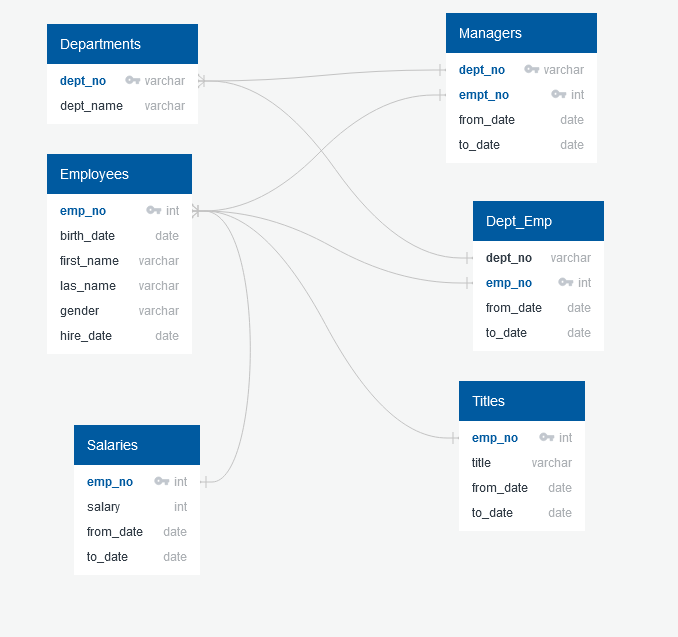 Departments
dept_no varchar
dept_name varchar
Employees
emp_no int
birth_date date
first_name varchar
las_name varchar
gender varchar
hire_date date
Salaries
emp_no int
salary int
from_date date
to_date date
Managers
dept_no varchar
empt_no int
from_date date
to_date date
Dept_Emp
dept_no varchar
emp_no int
from_date date
to_date date
Titles
emp_no int
title varchar
from_date date
to_date date